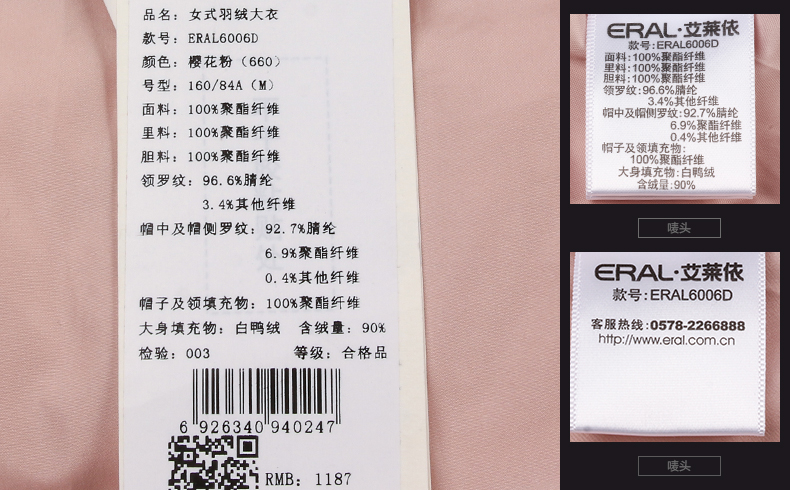 品名：女式羽绒大衣
款号：ERAL6006D
颜色：樱花粉（660）
号型：160/84A（M）
面料：100%聚酯纤维
里料：100%聚酯纤维
胆料：100%聚酯纤维
领罗纹：96.6%腈纶
3.4%其他纤维
帽中及帽侧罗纹：92.7%腈纶
6.9%聚酯纤维
0.4%其他纤维
帽子及领填充物：100%聚酯纤维
大身填充物：白鸭绒 含绒量：90%
检验：003 等级：合格品
6 926340 940247
RMB：1187
ERAL·艾莱依
款号:ERAL6006D
面料:100%聚酯纤维
里料:100%聚酯纤维
胆料:100%聚酯纤维
领罗纹:96.6%腈纶
3.4%其他纤维
帽中及帽侧罗纹:92.7%腈纶
6.9%聚酯纤维
0.4%其他纤维
帽子及领填充物:
100%聚酯纤维
大身填充物:白鸭绒
含绒量:90%
唛头
ERAL·艾莱依
款号:ERAL6006D
客服热线:0578-2266888
http://www.eral.com.cn
唛头